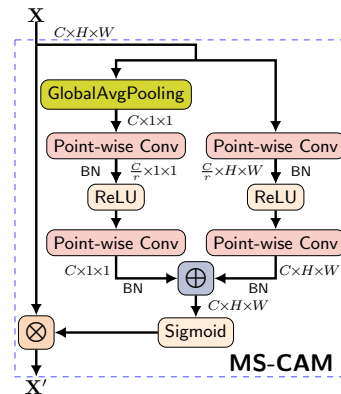 X
C×H×W
GlobalAvgPooling
C×1×1
Point-wise Conv Point-wise Conv
BN C/r×1×1 C/r×H×W BN
ReLU ReLU
Point-wise Conv Point-wise Conv
C×1×1 ⊕ C×H×W
BN BN
C×H×W
⊗ Sigmoid
MS-CAM
X′